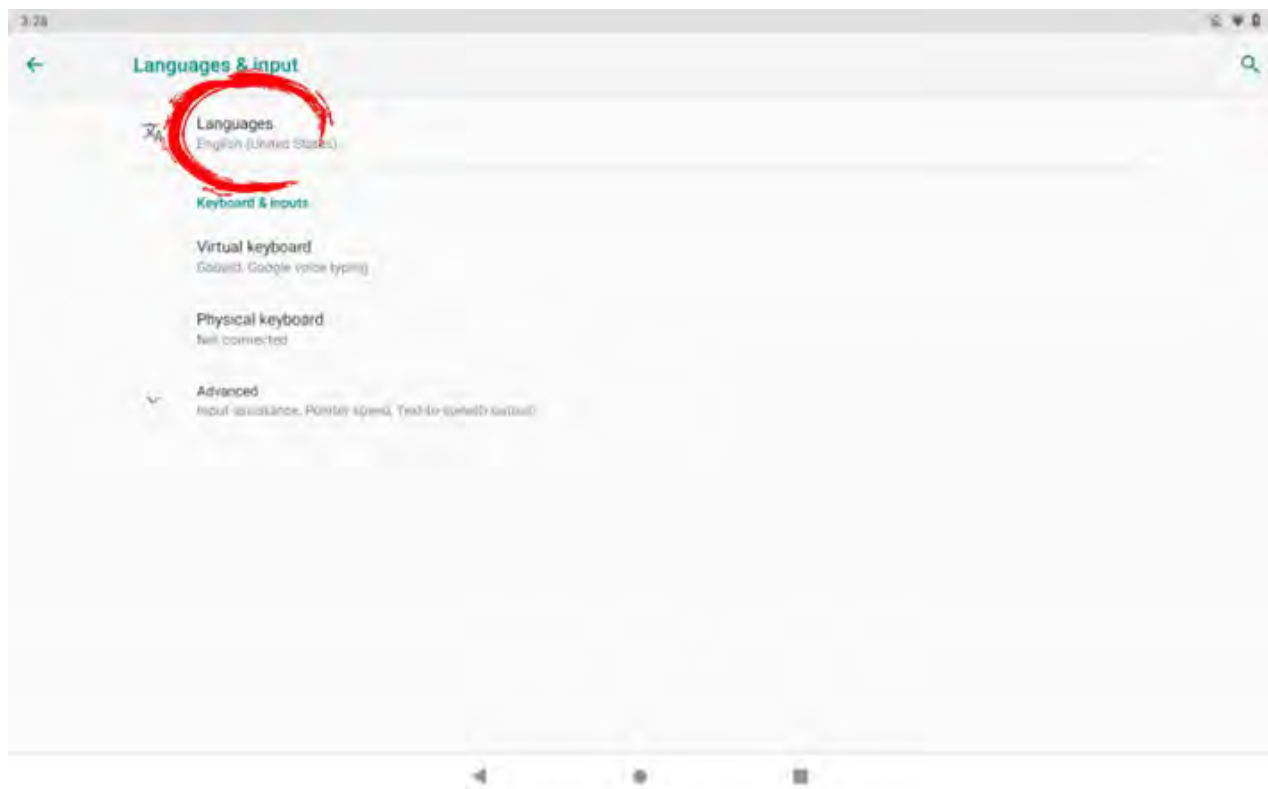 3:28
Languages & input
Languages
English (United States)
Keyboard & inputs
Virtual keyboard
Gboard, Google voice typing
Physical keyboard
Not connected
Advanced
Input assistance, Pointer speed, Text-to-speech output